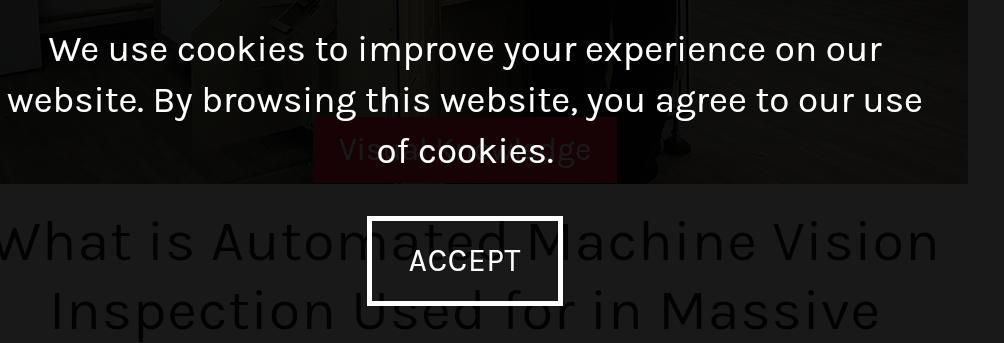 We use cookies to improve your experience on our
website. By browsing this website, you agree to our use
of cookies.
ACCEPT
What is Automated Machine Vision
Inspection Used for in Massive